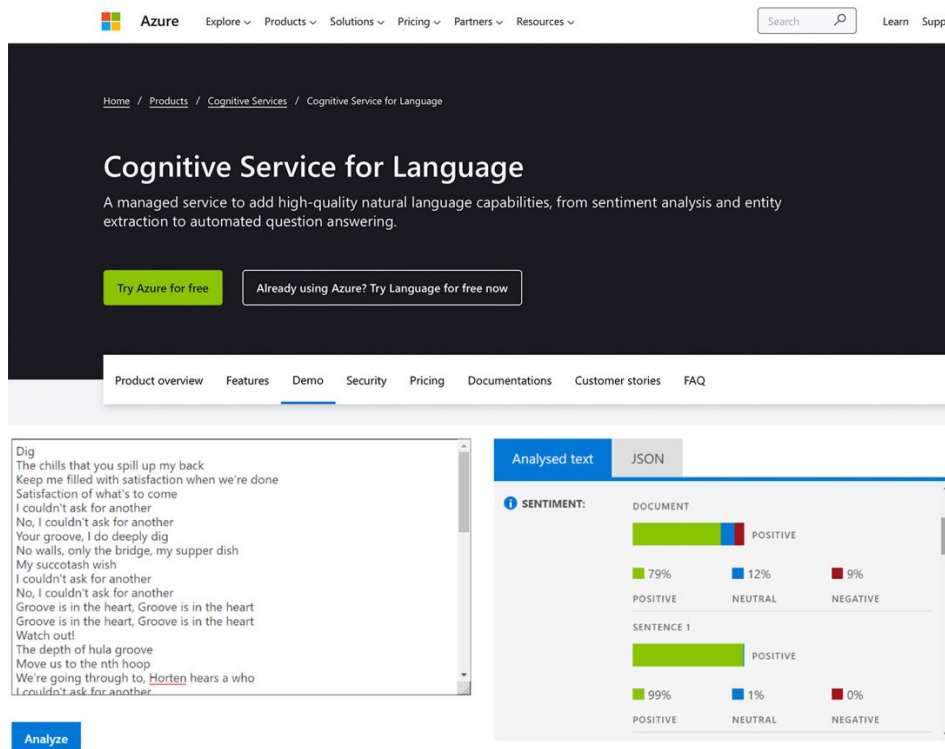 Azure Explore Products Solutions Pricing Partners Resources Search Learn Supp
Home / Products / Cognitive Services / Cognitive Service for Language
Cognitive Service for Language
A managed service to add high-quality natural language capabilities, from sentiment analysis and entity
extraction to automated question answering.
Try Azure for free Already using Azure? Try Language for free now
Product overview Features Demo Security Pricing Documentations Customer stories FAQ
Dig
The chills that you spill up my back
Keep me filled with satisfaction when we're done
Satisfaction of what's to come
I couldn't ask for another
No, I couldn't ask for another
Your groove, I do deeply dig
No walls, only the bridge, my supper dish
My succotash wish
I couldn't ask for another
No, I couldn't ask for another
Groove is in the heart, Groove is in the heart
Groove is in the heart, Groove is in the heart
Watch out!
The depth of hula groove
Move us to the nth hoop
We're going through to, Horten hears a who
I couldn't ask for another
Analyze
Analysed text JSON
SENTIMENT: DOCUMENT
POSITIVE
79% 12% 9%
POSITIVE NEUTRAL NEGATIVE
SENTENCE 1
POSITIVE
99% 1% 0%
POSITIVE NEUTRAL NEGATIVE